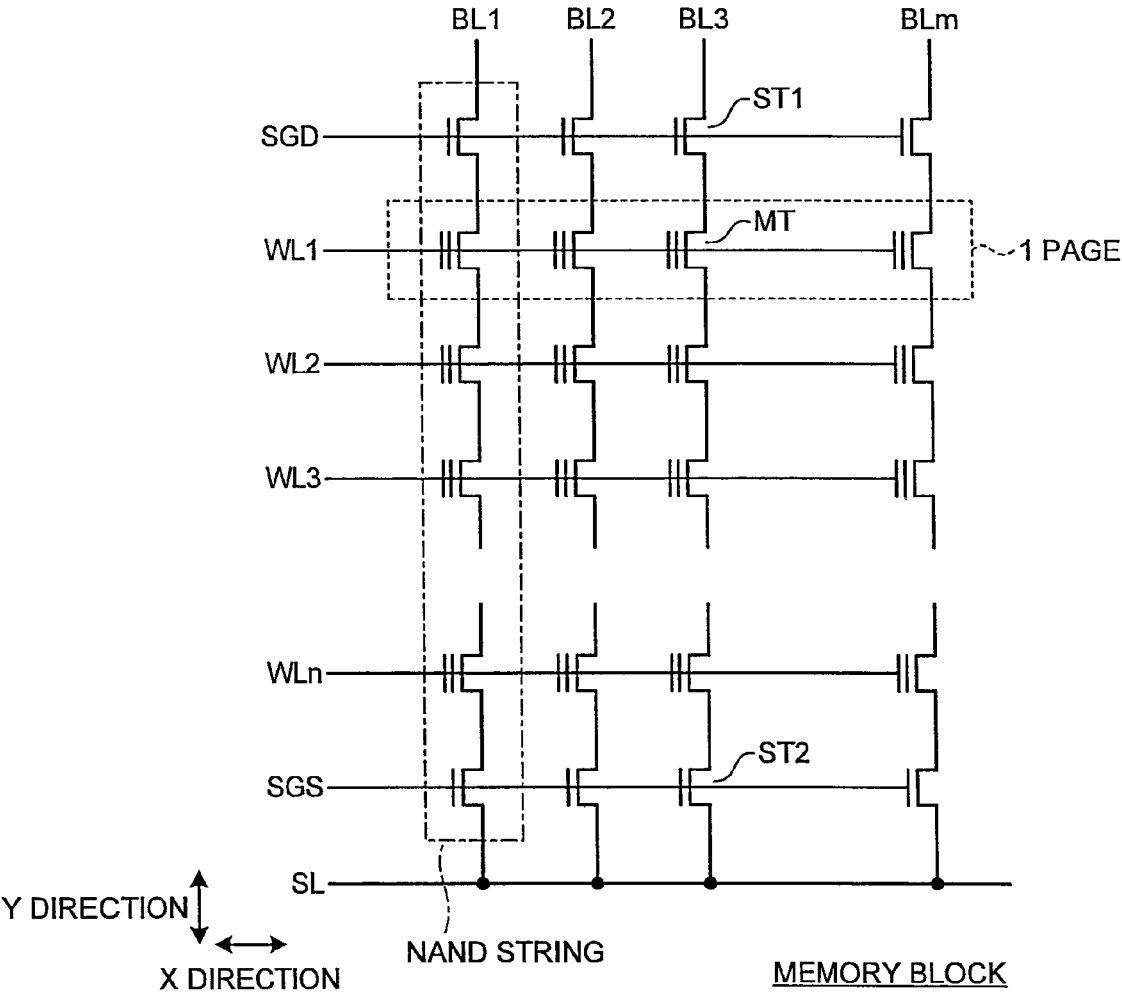 BL1 BL2 BL3 BLm
ST1
SGD
MT
WL1
1 PAGE
WL2
WL3
WLn
ST2
SGS
SL
Y DIRECTION
NAND STRING
X DIRECTION
MEMORY BLOCK